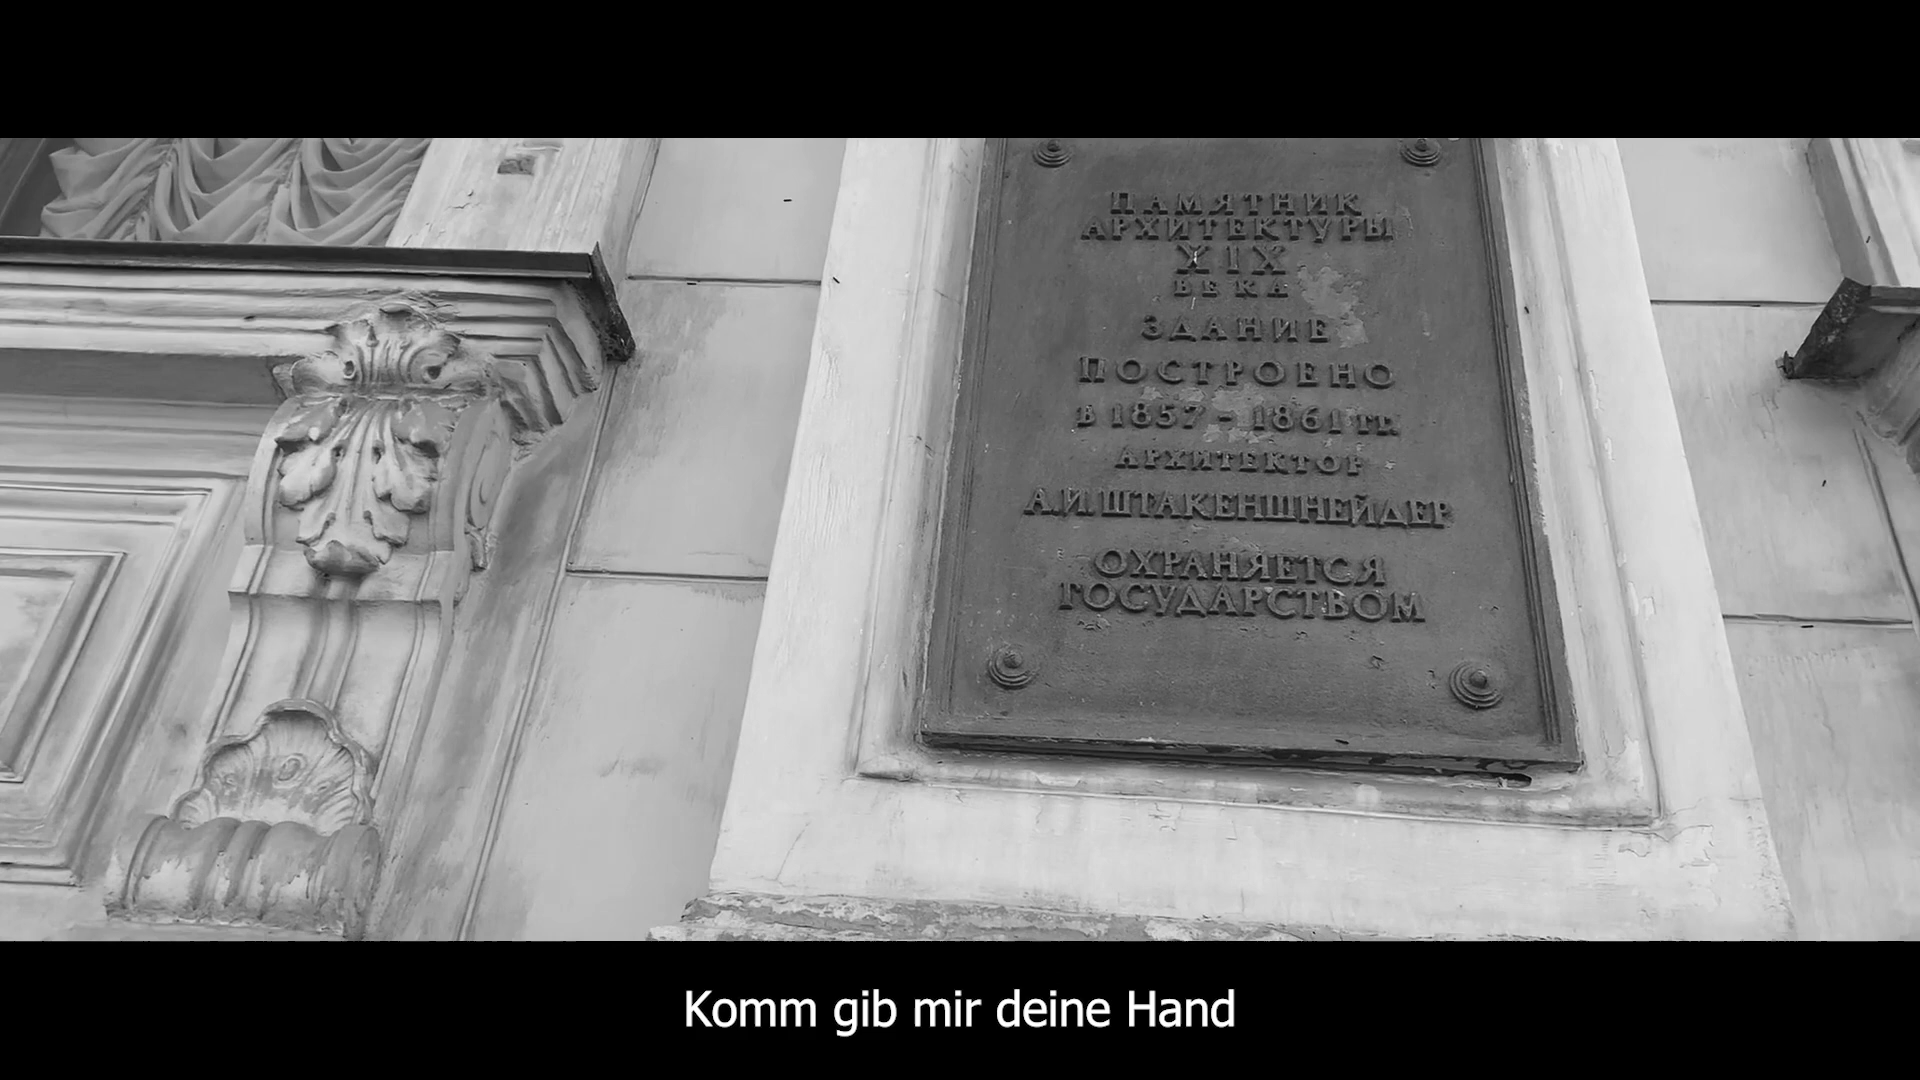 ПАМЯТНИК
АРХИТЕКТУРЫ
XIX
ВЕКА
ЗДАНИЕ
ПОСТРОЕНО
В 1857 - 1861 гг.
АРХИТЕКТОР
А.И. ШТАКЕНШНЕЙДЕР
ОХРАНЯЕТСЯ
ГОСУДАРСТВОМ
Komm gib mir deine Hand